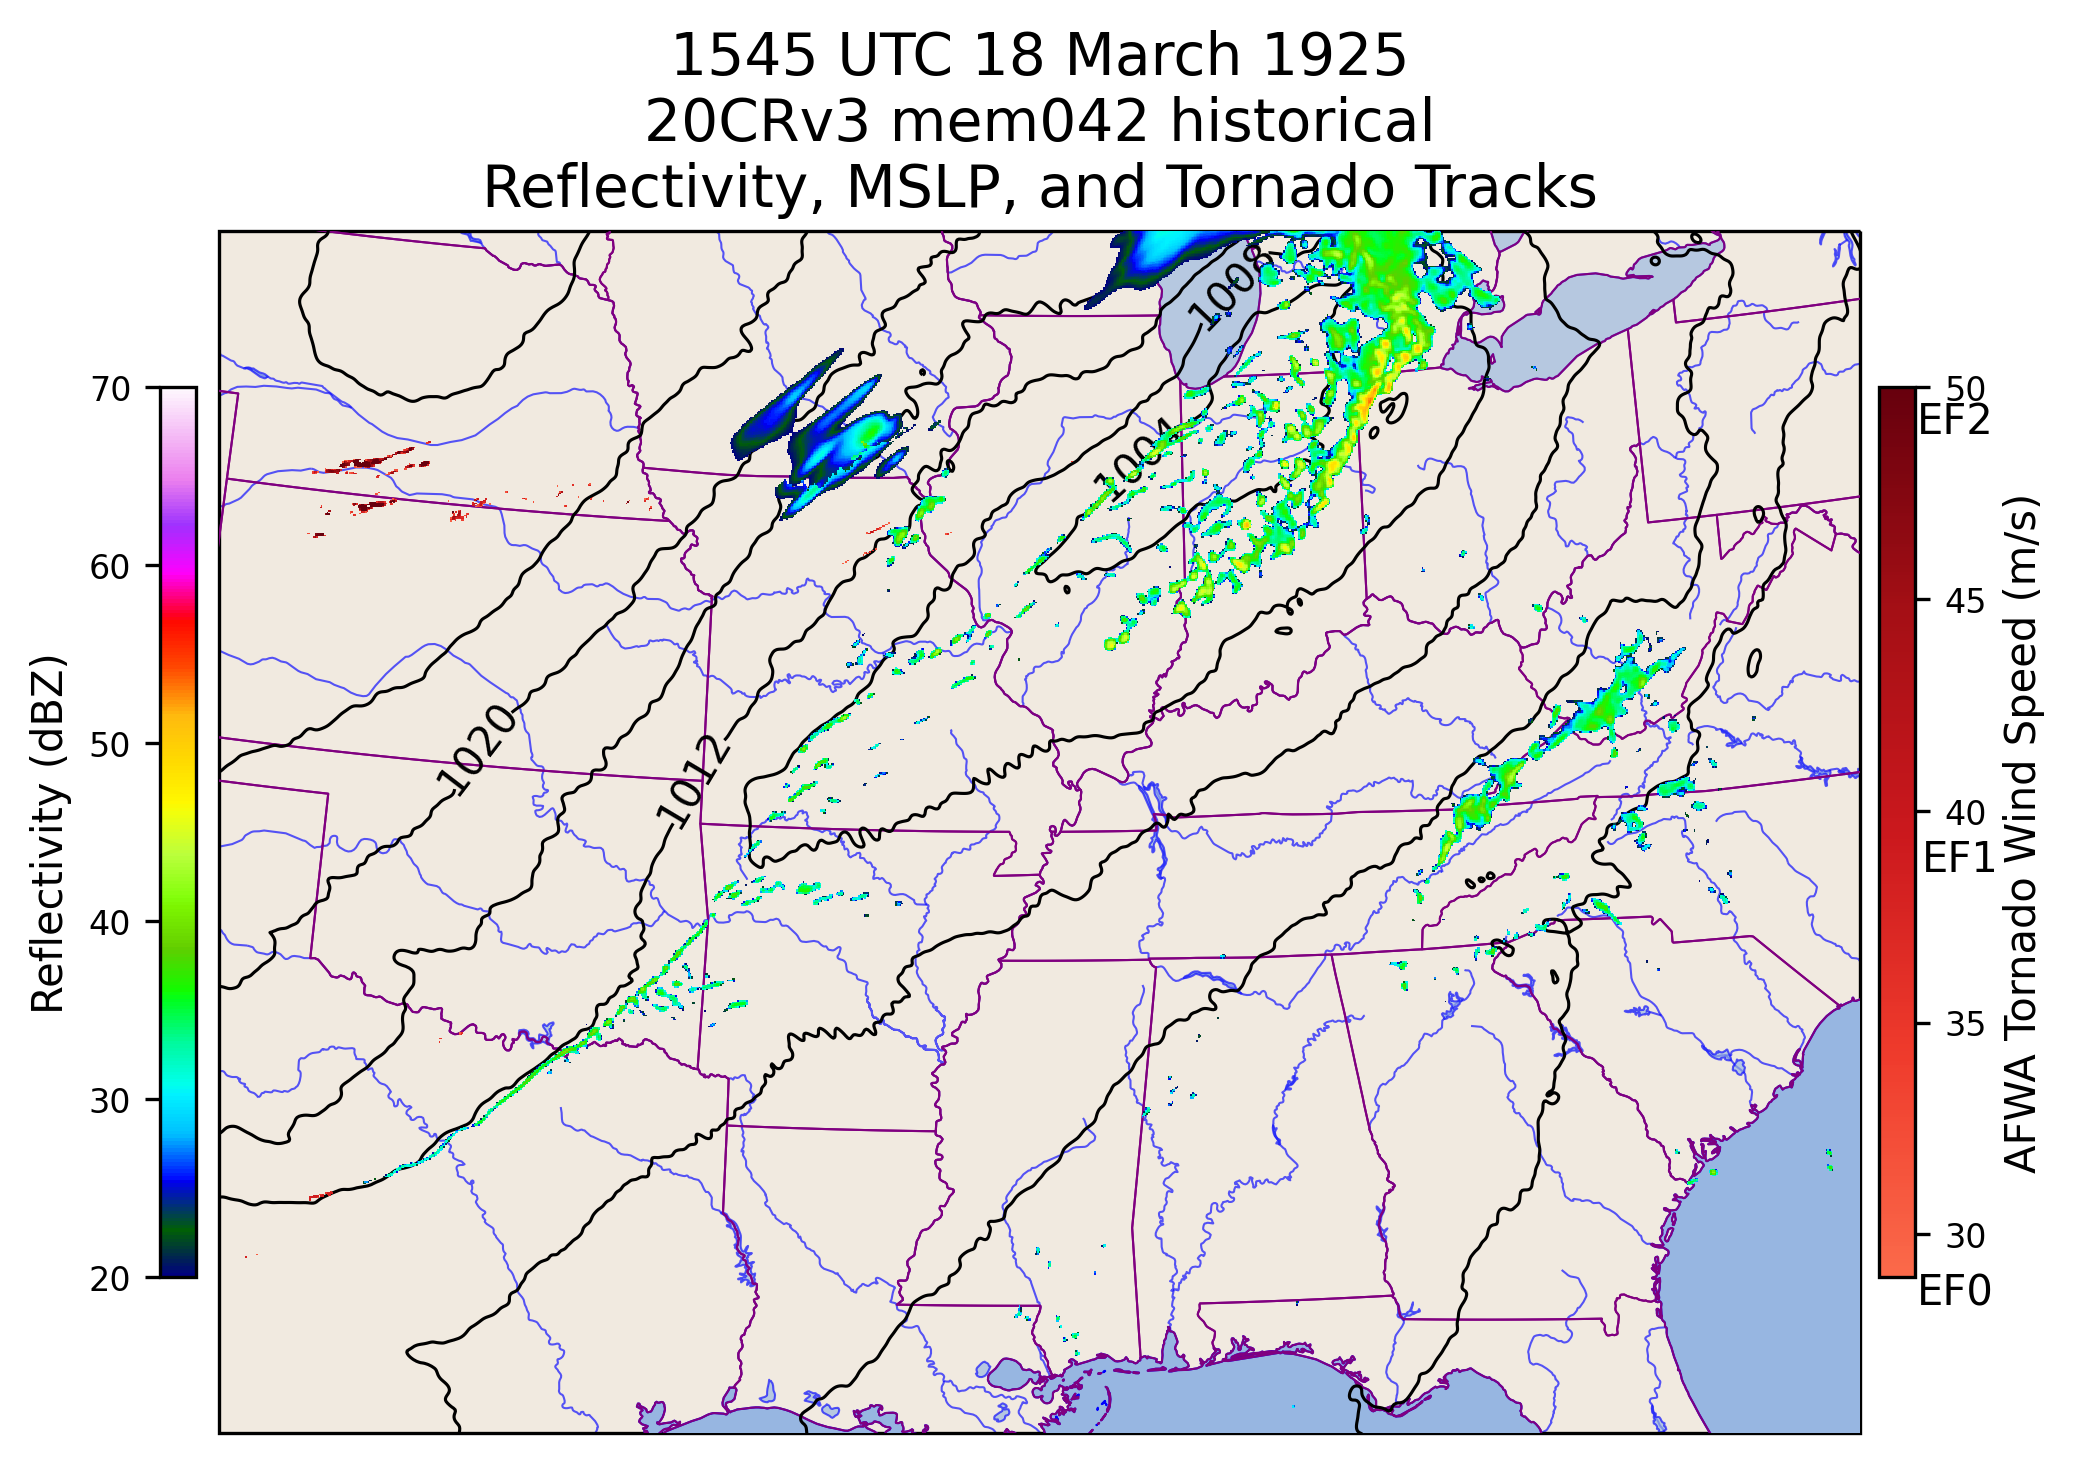 1545 UTC 18 March 1925
20CRv3 mem042 historical
Reflectivity, MSLP, and Tornado Tracks
1008
1004
1020
1012
70
60
50
40
30
20
Reflectivity (dBZ)
50
EF2
45
40
EF1
35
30
EF0
AFWA Tornado Wind Speed (m/s)